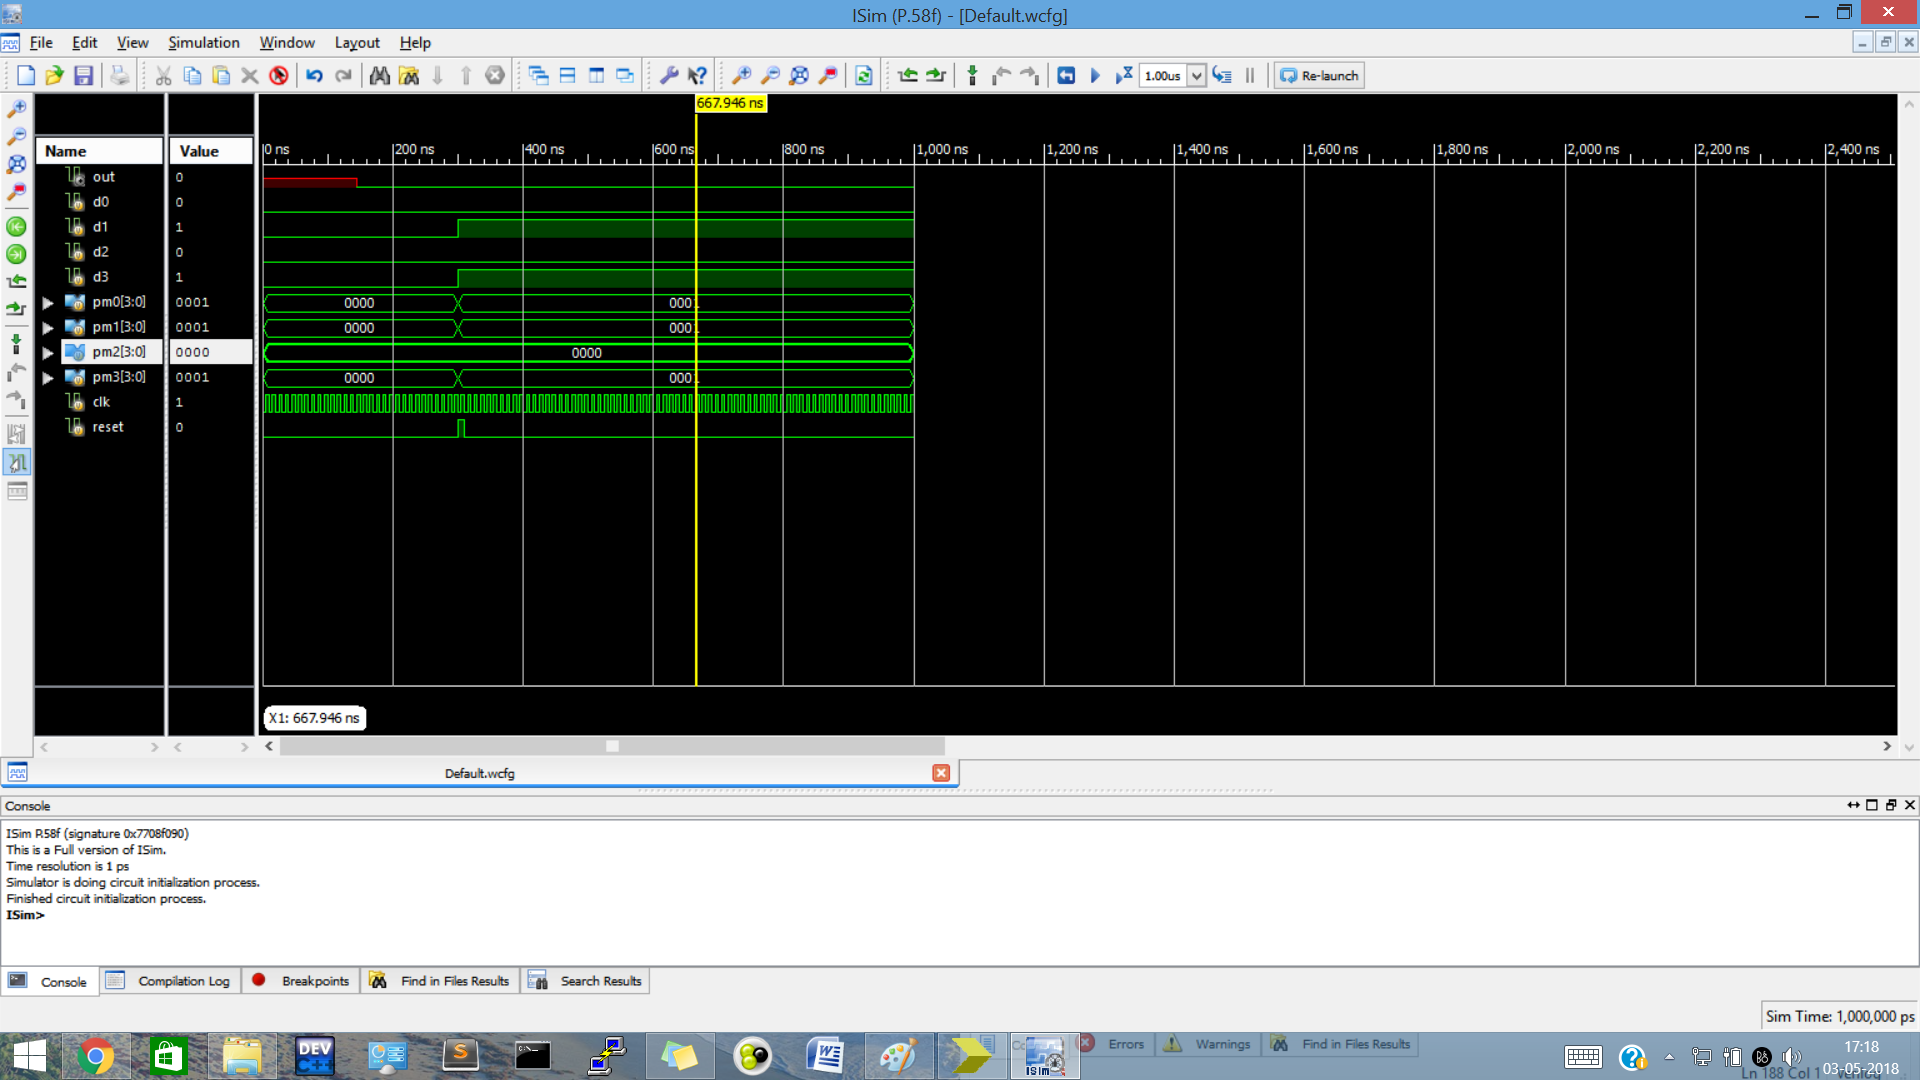 ISim (P.58f) - [Default.wcfg]
File Edit View Simulation Window Layout Help
1.00us Re-launch
667.946 ns
Name Value
0 ns 200 ns 400 ns 600 ns 800 ns 1,000 ns 1,200 ns 1,400 ns 1,600 ns 1,800 ns 2,000 ns 2,200 ns 2,400 ns
out 0
d0 0
d1 1
d2 0
d3 1
pm0[3:0] 0001 0000 0001
pm1[3:0] 0001 0000 0001
pm2[3:0] 0000 0000
pm3[3:0] 0001 0000 0001
clk 1
reset 0
X1: 667.946 ns
Default.wcfg
Console
ISim P.58f (signature 0x7708f090)
This is a Full version of ISim.
Time resolution is 1 ps
Simulator is doing circuit initialization process.
Finished circuit initialization process.
ISim>
Console Compilation Log Breakpoints Find in Files Results Search Results
Sim Time: 1,000,000 ps
DEV C++ ISim Errors Warnings Find in Files Results
17:18
03-05-2018
Ln 188 Col 1